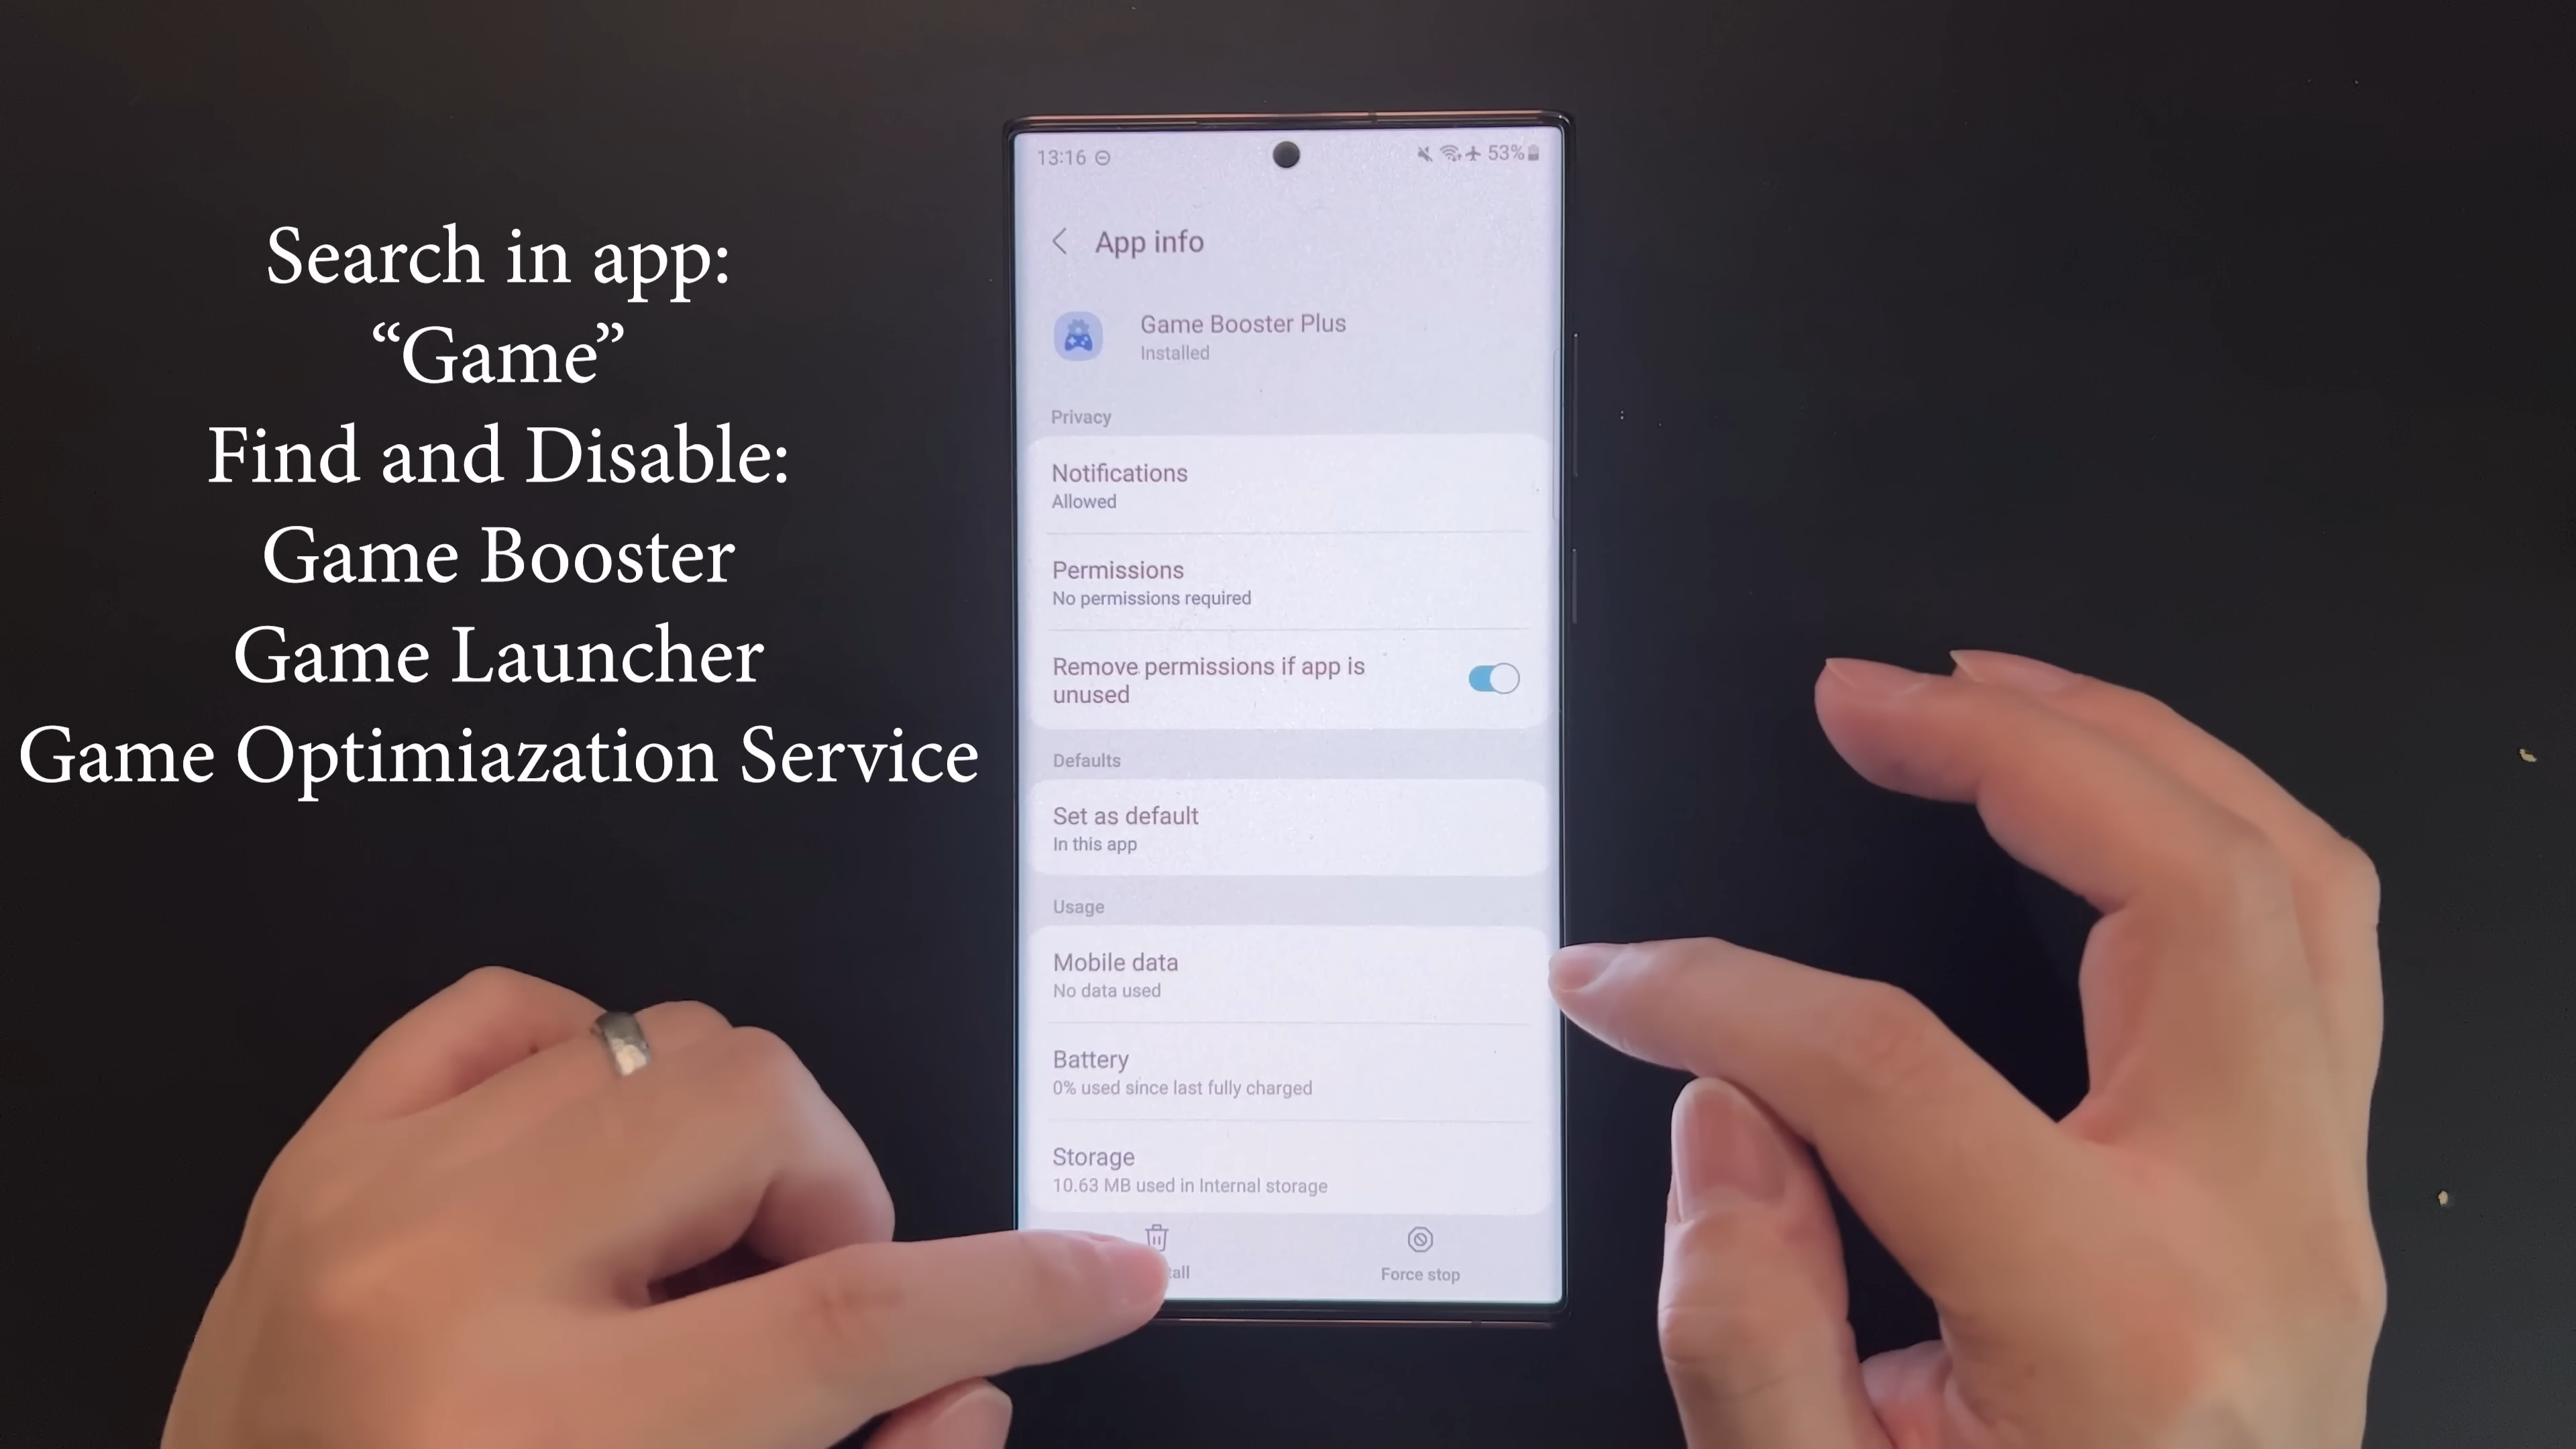 Search in app:
“Game”
Find and Disable:
Game Booster
Game Launcher
Game Optimiazation Service
13:16
53%
App info
Game Booster Plus
Installed
Privacy
Notifications
Allowed
Permissions
No permissions required
Remove permissions if app is
unused
Defaults
Set as default
In this app
Usage
Mobile data
No data used
Battery
0% used since last fully charged
Storage
10.63 MB used in Internal storage
Force stop